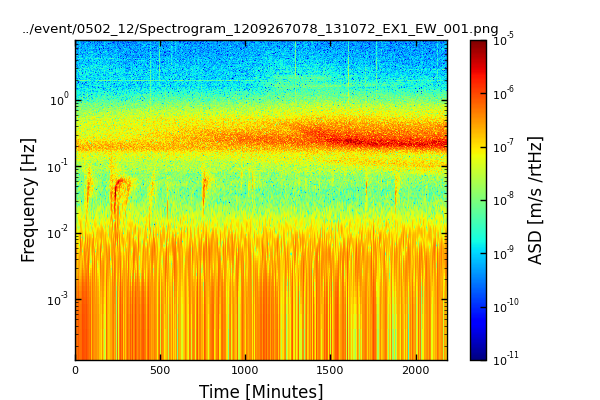 ../event/0502_12/Spectrogram_1209267078_131072_EX1_EW_001.png
Frequency [Hz]
10^0
10^-1
10^-2
10^-3
0 500 1000 1500 2000
Time [Minutes]
10^-5
10^-6
10^-7
10^-8
10^-9
10^-10
10^-11
ASD [m/s /rtHz]